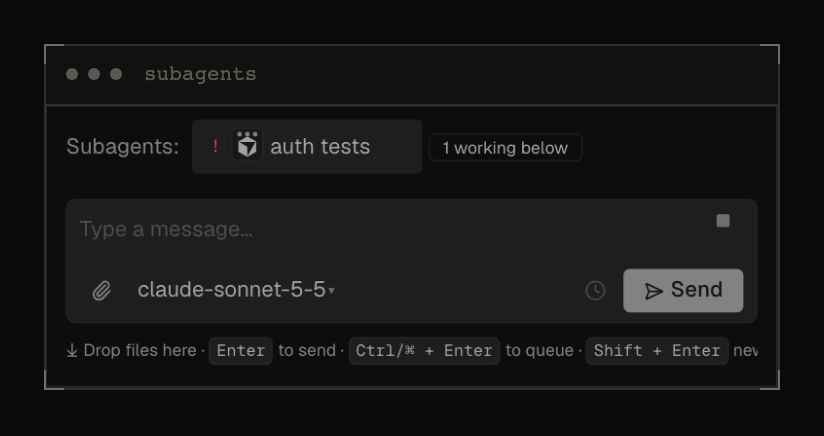 subagents
Subagents: ! auth tests 1 working below
Type a message...
claude-sonnet-5-5 Send
Drop files here · Enter to send · Ctrl/⌘ + Enter to queue · Shift + Enter